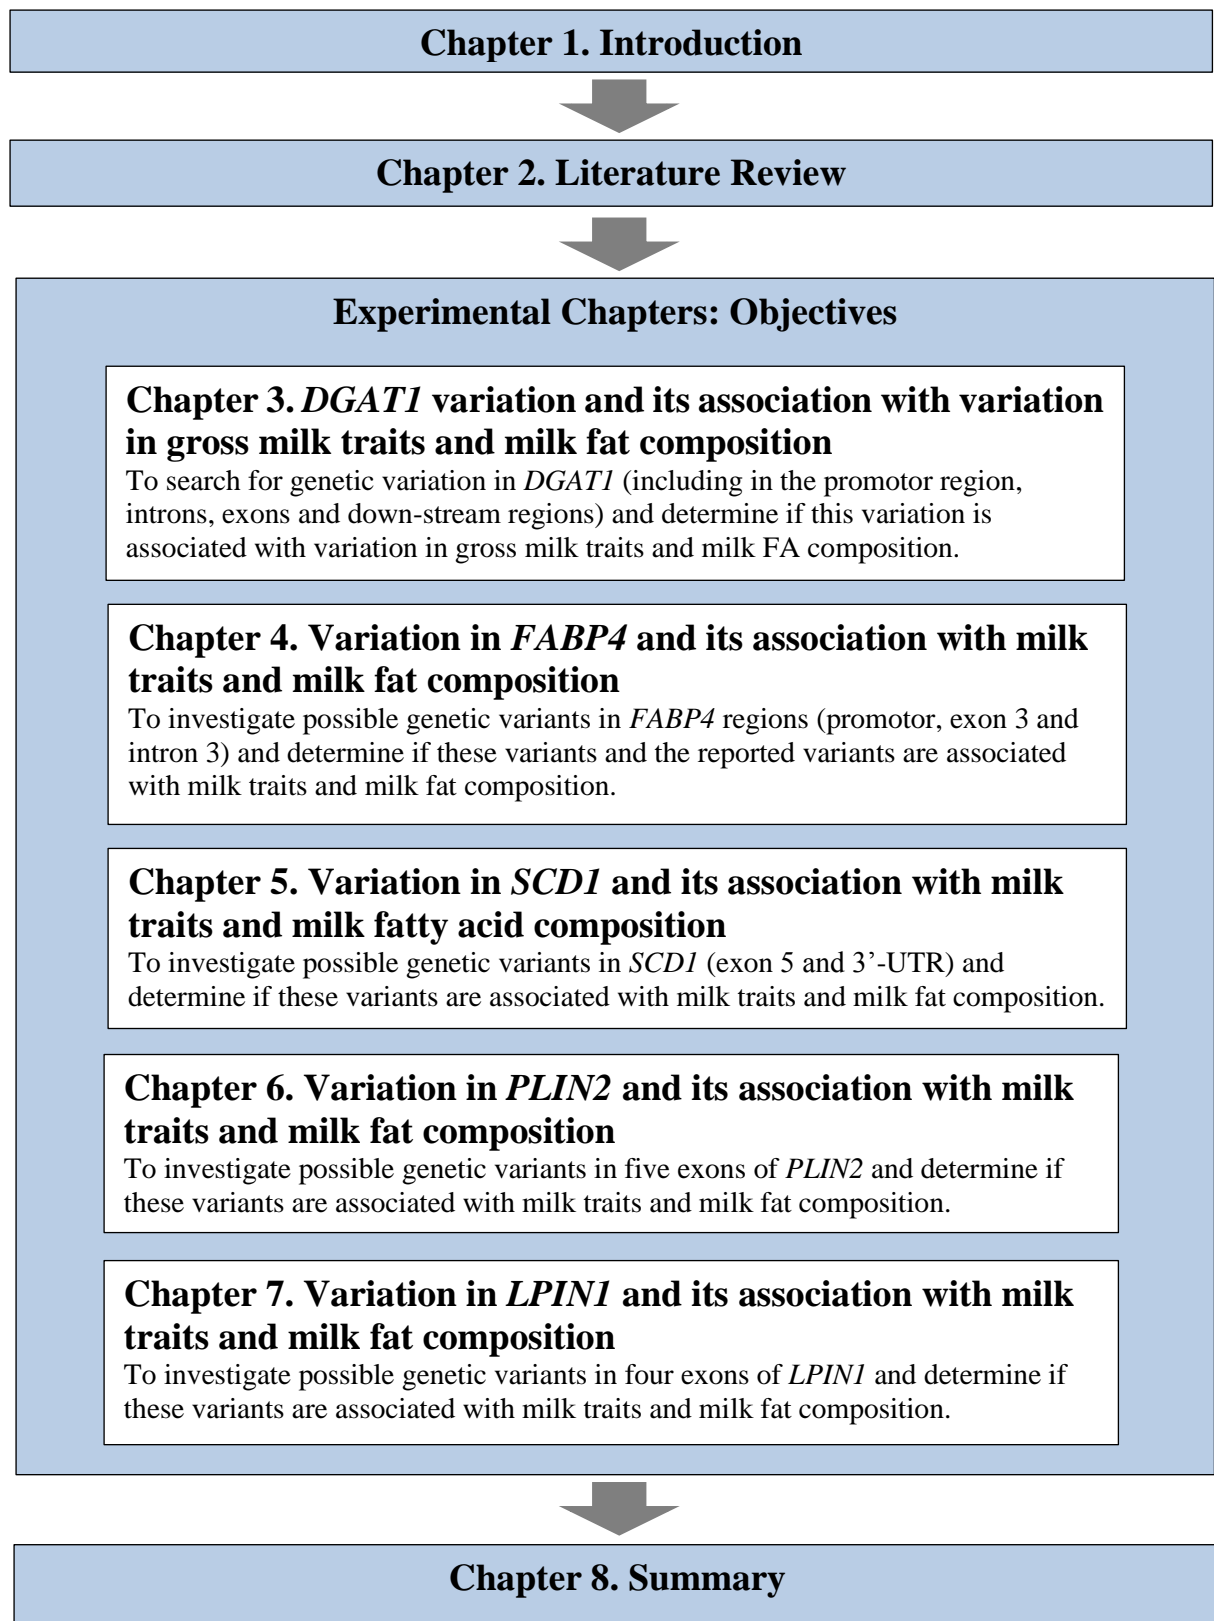 Chapter 1. Introduction
Chapter 2. Literature Review
Experimental Chapters: Objectives
Chapter 3. DGAT1 variation and its association with variation
in gross milk traits and milk fat composition
To search for genetic variation in DGAT1 (including in the promotor region,
introns, exons and down-stream regions) and determine if this variation is
associated with variation in gross milk traits and milk FA composition.
Chapter 4. Variation in FABP4 and its association with milk
traits and milk fat composition
To investigate possible genetic variants in FABP4 regions (promotor, exon 3 and
intron 3) and determine if these variants and the reported variants are associated
with milk traits and milk fat composition.
Chapter 5. Variation in SCD1 and its association with milk
traits and milk fatty acid composition
To investigate possible genetic variants in SCD1 (exon 5 and 3’-UTR) and
determine if these variants are associated with milk traits and milk fat composition.
Chapter 6. Variation in PLIN2 and its association with milk
traits and milk fat composition
To investigate possible genetic variants in five exons of PLIN2 and determine if
these variants are associated with milk traits and milk fat composition.
Chapter 7. Variation in LPIN1 and its association with milk
traits and milk fat composition
To investigate possible genetic variants in four exons of LPIN1 and determine if
these variants are associated with milk traits and milk fat composition.
Chapter 8. Summary